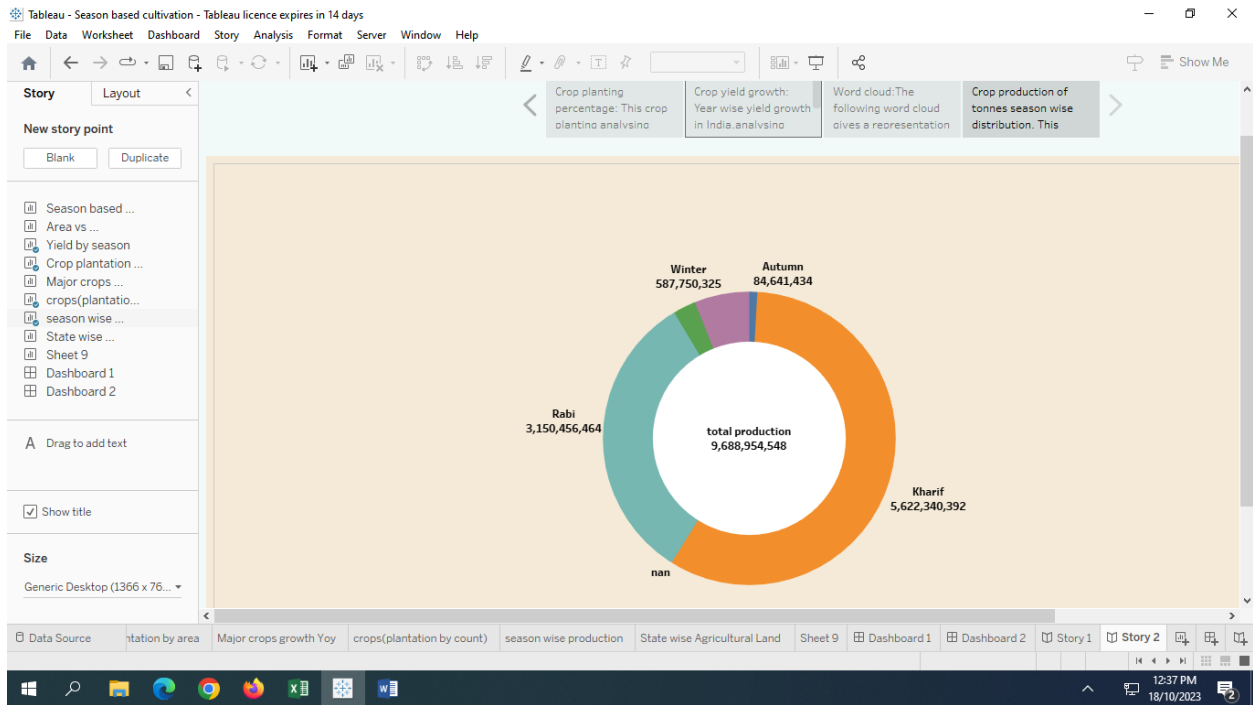 Tableau - Season based cultivation - Tableau licence expires in 14 days
File Data Worksheet Dashboard Story Analysis Format Server Window Help
Show Me
Story Layout
New story point
Blank Duplicate
Season based ...
Area vs ...
Yield by season
Crop plantation ...
Major crops ...
crops(plantatio...
season wise ...
State wise ...
Sheet 9
Dashboard 1
Dashboard 2
A Drag to add text
Show title
Size
Generic Desktop (1366 x 76...
Crop planting
percentage: This crop
planting analysing
Crop yield growth:
Year wise yield growth
in India.analysing
Word cloud:The
following word cloud
gives a representation
Crop production of
tonnes season wise
distribution. This
Winter
587,750,325
Autumn
84,641,434
Rabi
3,150,456,464
total production
9,688,954,548
Kharif
5,622,340,392
nan
Data Source ntation by area Major crops growth Yoy crops(plantation by count) season wise production State wise Agricultural Land Sheet 9 Dashboard 1 Dashboard 2 Story 1 Story 2
12:37 PM
18/10/2023
2